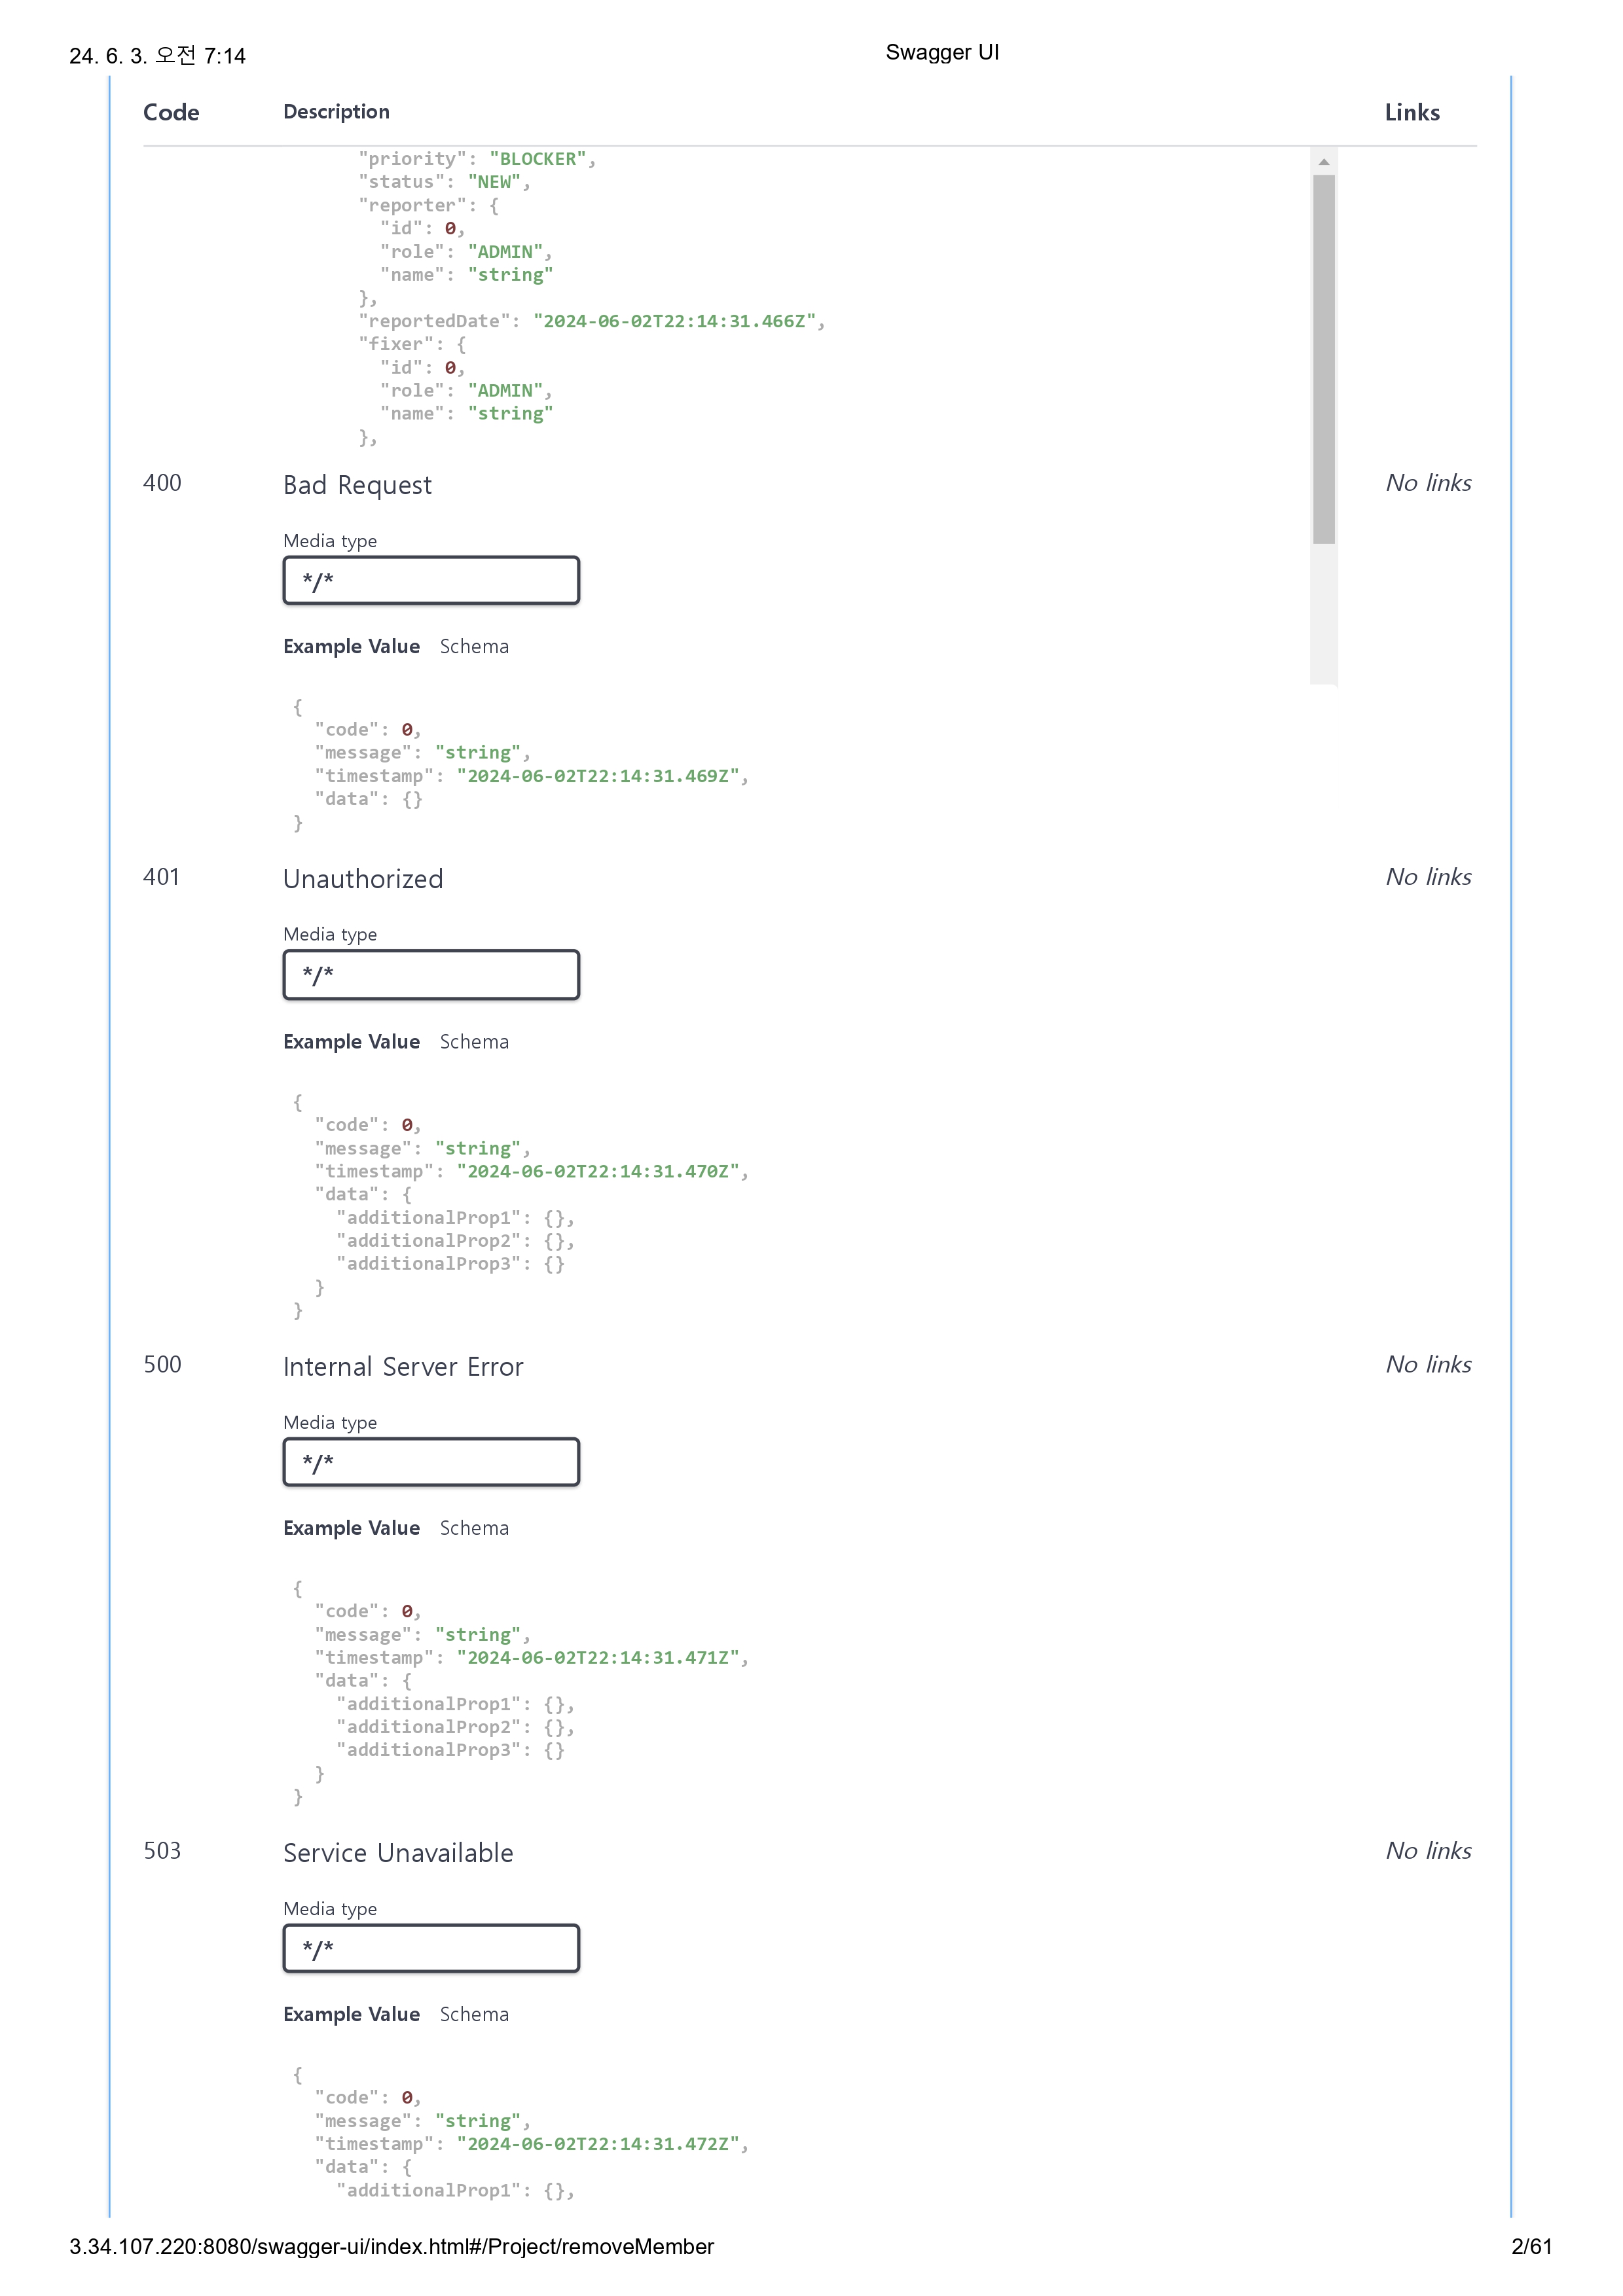 24. 6. 3. 오전 7:14 Swagger UI
Code Description Links
"priority": "BLOCKER",
"status": "NEW",
"reporter": {
"id": 0,
"role": "ADMIN",
"name": "string"
},
"reportedDate": "2024-06-02T22:14:31.466Z",
"fixer": {
"id": 0,
"role": "ADMIN",
"name": "string"
},
400 Bad Request No links
Media type
*/*
Example Value Schema
{
"code": 0,
"message": "string",
"timestamp": "2024-06-02T22:14:31.469Z",
"data": {}
}
401 Unauthorized No links
Media type
*/*
Example Value Schema
{
"code": 0,
"message": "string",
"timestamp": "2024-06-02T22:14:31.470Z",
"data": {
"additionalProp1": {},
"additionalProp2": {},
"additionalProp3": {}
}
}
500 Internal Server Error No links
Media type
*/*
Example Value Schema
{
"code": 0,
"message": "string",
"timestamp": "2024-06-02T22:14:31.471Z",
"data": {
"additionalProp1": {},
"additionalProp2": {},
"additionalProp3": {}
}
}
503 Service Unavailable No links
Media type
*/*
Example Value Schema
{
"code": 0,
"message": "string",
"timestamp": "2024-06-02T22:14:31.472Z",
"data": {
"additionalProp1": {},
3.34.107.220:8080/swagger-ui/index.html#/Project/removeMember 2/61